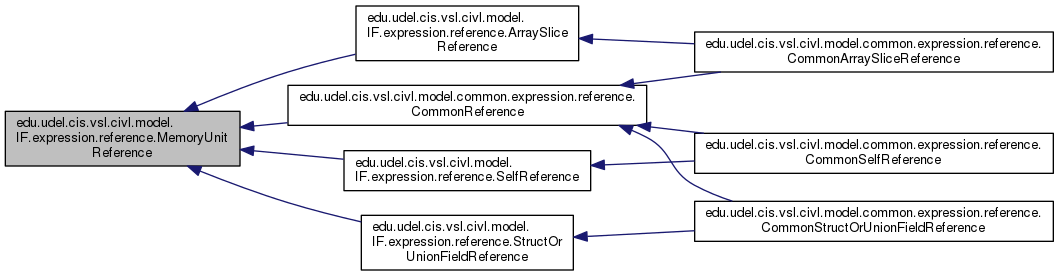 edu.udel.cis.vsl.civl.model.
IF.expression.reference.MemoryUnit
Reference
edu.udel.cis.vsl.civl.model.
IF.expression.reference.ArraySlice
Reference
edu.udel.cis.vsl.civl.model.common.expression.reference.
CommonReference
edu.udel.cis.vsl.civl.model.
IF.expression.reference.SelfReference
edu.udel.cis.vsl.civl.model.
IF.expression.reference.StructOr
UnionFieldReference
edu.udel.cis.vsl.civl.model.common.expression.reference.
CommonArraySliceReference
edu.udel.cis.vsl.civl.model.common.expression.reference.
CommonSelfReference
edu.udel.cis.vsl.civl.model.common.expression.reference.
CommonStructOrUnionFieldReference